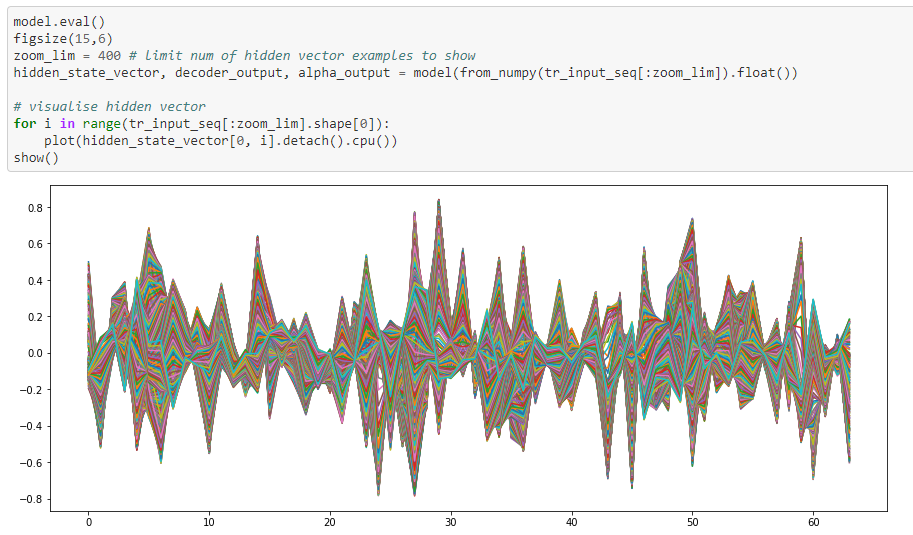 model.eval()
figsize(15,6)
zoom_lim = 400 # limit num of hidden vector examples to show
hidden_state_vector, decoder_output, alpha_output = model(from_numpy(tr_input_seq[:zoom_lim]).float())

# visualise hidden vector
for i in range(tr_input_seq[:zoom_lim].shape[0]):
    plot(hidden_state_vector[0, i].detach().cpu())
show()
0.8
0.6
0.4
0.2
0.0
−0.2
−0.4
−0.6
−0.8
0 10 20 30 40 50 60